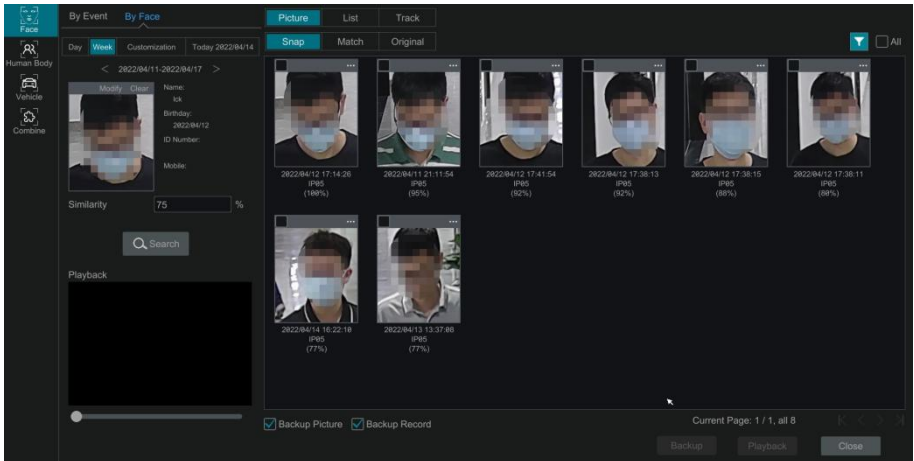 Face
Human Body
Vehicle
Combine
By Event By Face
Day Week Customization Today 2022/04/14
< 2022/04/11-2022/04/17 >
Modify Clear
Name:
lck
Birthday:
2022/04/12
ID Number:
Mobile:
Similarity 75 %
Search
Playback
Picture List Track
Snap Match Original
All
2022/04/12 17:14:26
IP05
(100%)
2022/04/11 21:11:54
IP05
(95%)
2022/04/12 17:41:54
IP05
(92%)
2022/04/12 17:38:13
IP05
(92%)
2022/04/12 17:38:15
IP05
(88%)
2022/04/12 17:38:11
IP05
(80%)
2022/04/14 16:22:10
IP05
(77%)
2022/04/13 13:37:08
IP05
(77%)
Backup Picture Backup Record
Current Page: 1 / 1, all 8
Backup Playback Close